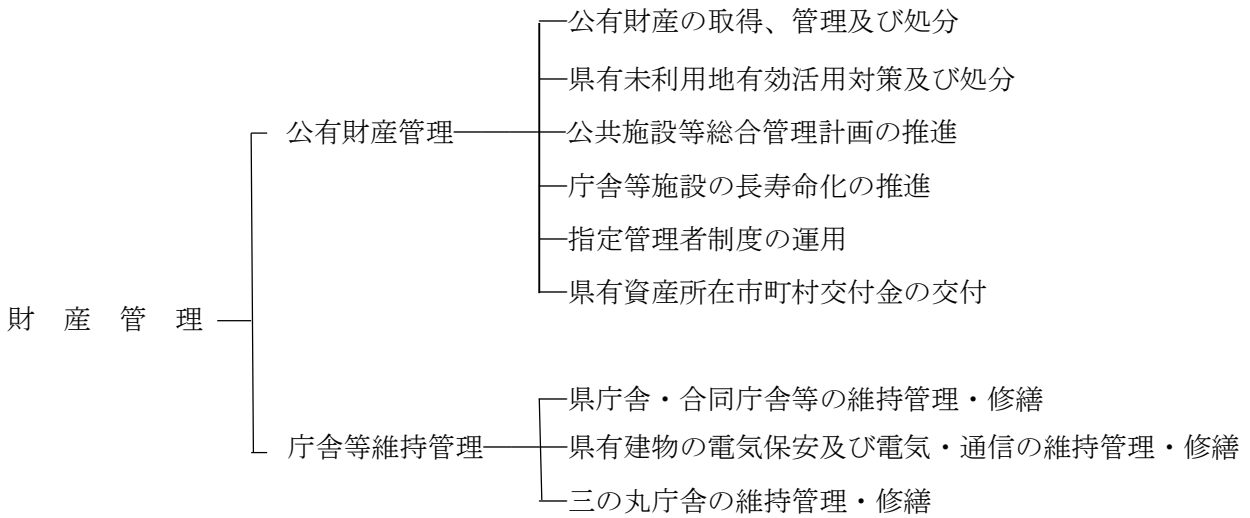 公有財産の取得、管理及び処分
県有未利用地有効活用対策及び処分
公有財産管理
公共施設等総合管理計画の推進
庁舎等施設の長寿命化の推進
指定管理者制度の運用
県有資産所在市町村交付金の交付
財　産　管　理
県庁舎・合同庁舎等の維持管理・修繕
庁舎等維持管理
県有建物の電気保安及び電気・通信の維持管理・修繕
三の丸庁舎の維持管理・修繕